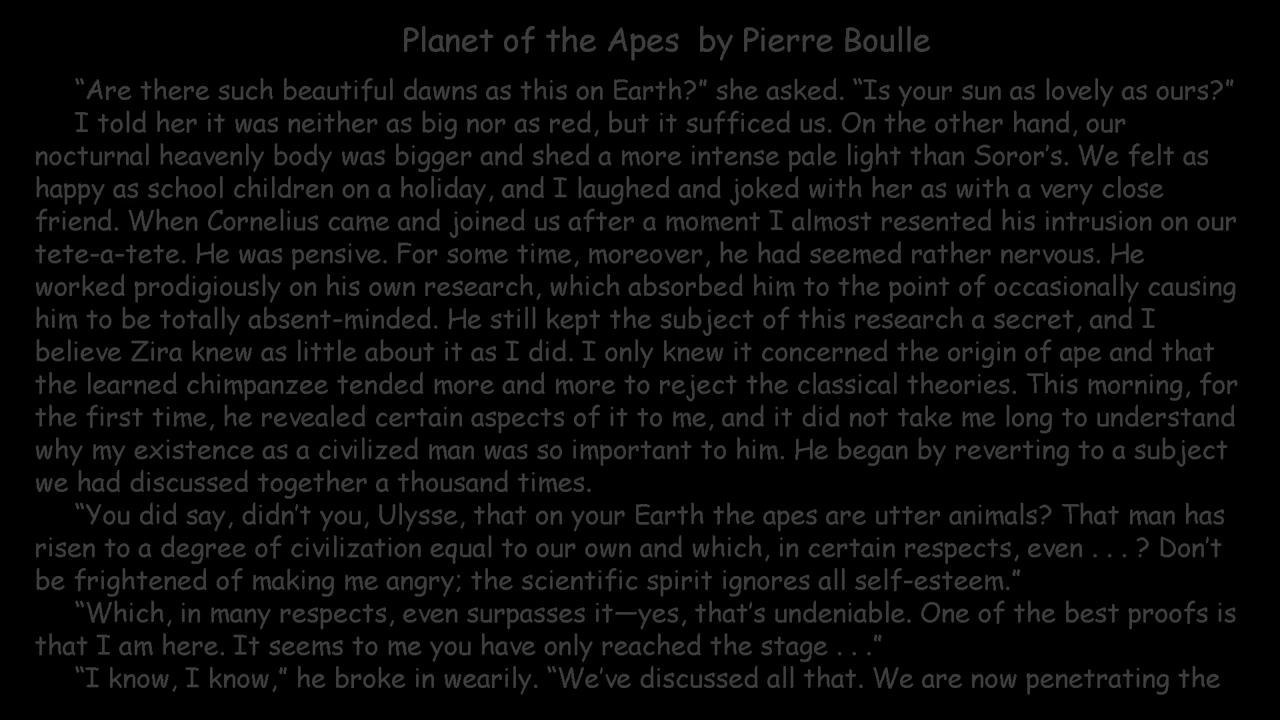 Planet of the Apes  by Pierre Boulle
“Are there such beautiful dawns as this on Earth?” she asked. “Is your sun as lovely as ours?”
I told her it was neither as big nor as red, but it sufficed us. On the other hand, our
nocturnal heavenly body was bigger and shed a more intense pale light than Soror’s. We felt as
happy as school children on a holiday, and I laughed and joked with her as with a very close
friend. When Cornelius came and joined us after a moment I almost resented his intrusion on our
tete-a-tete. He was pensive. For some time, moreover, he had seemed rather nervous. He
worked prodigiously on his own research, which absorbed him to the point of occasionally causing
him to be totally absent-minded. He still kept the subject of this research a secret, and I
believe Zira knew as little about it as I did. I only knew it concerned the origin of ape and that
the learned chimpanzee tended more and more to reject the classical theories. This morning, for
the first time, he revealed certain aspects of it to me, and it did not take me long to understand
why my existence as a civilized man was so important to him. He began by reverting to a subject
we had discussed together a thousand times.
“You did say, didn’t you, Ulysse, that on your Earth the apes are utter animals? That man has
risen to a degree of civilization equal to our own and which, in certain respects, even . . . ? Don’t
be frightened of making me angry; the scientific spirit ignores all self-esteem.”
“Which, in many respects, even surpasses it—yes, that’s undeniable. One of the best proofs is
that I am here. It seems to me you have only reached the stage . . .”
“I know, I know,” he broke in wearily. “We’ve discussed all that. We are now penetrating the